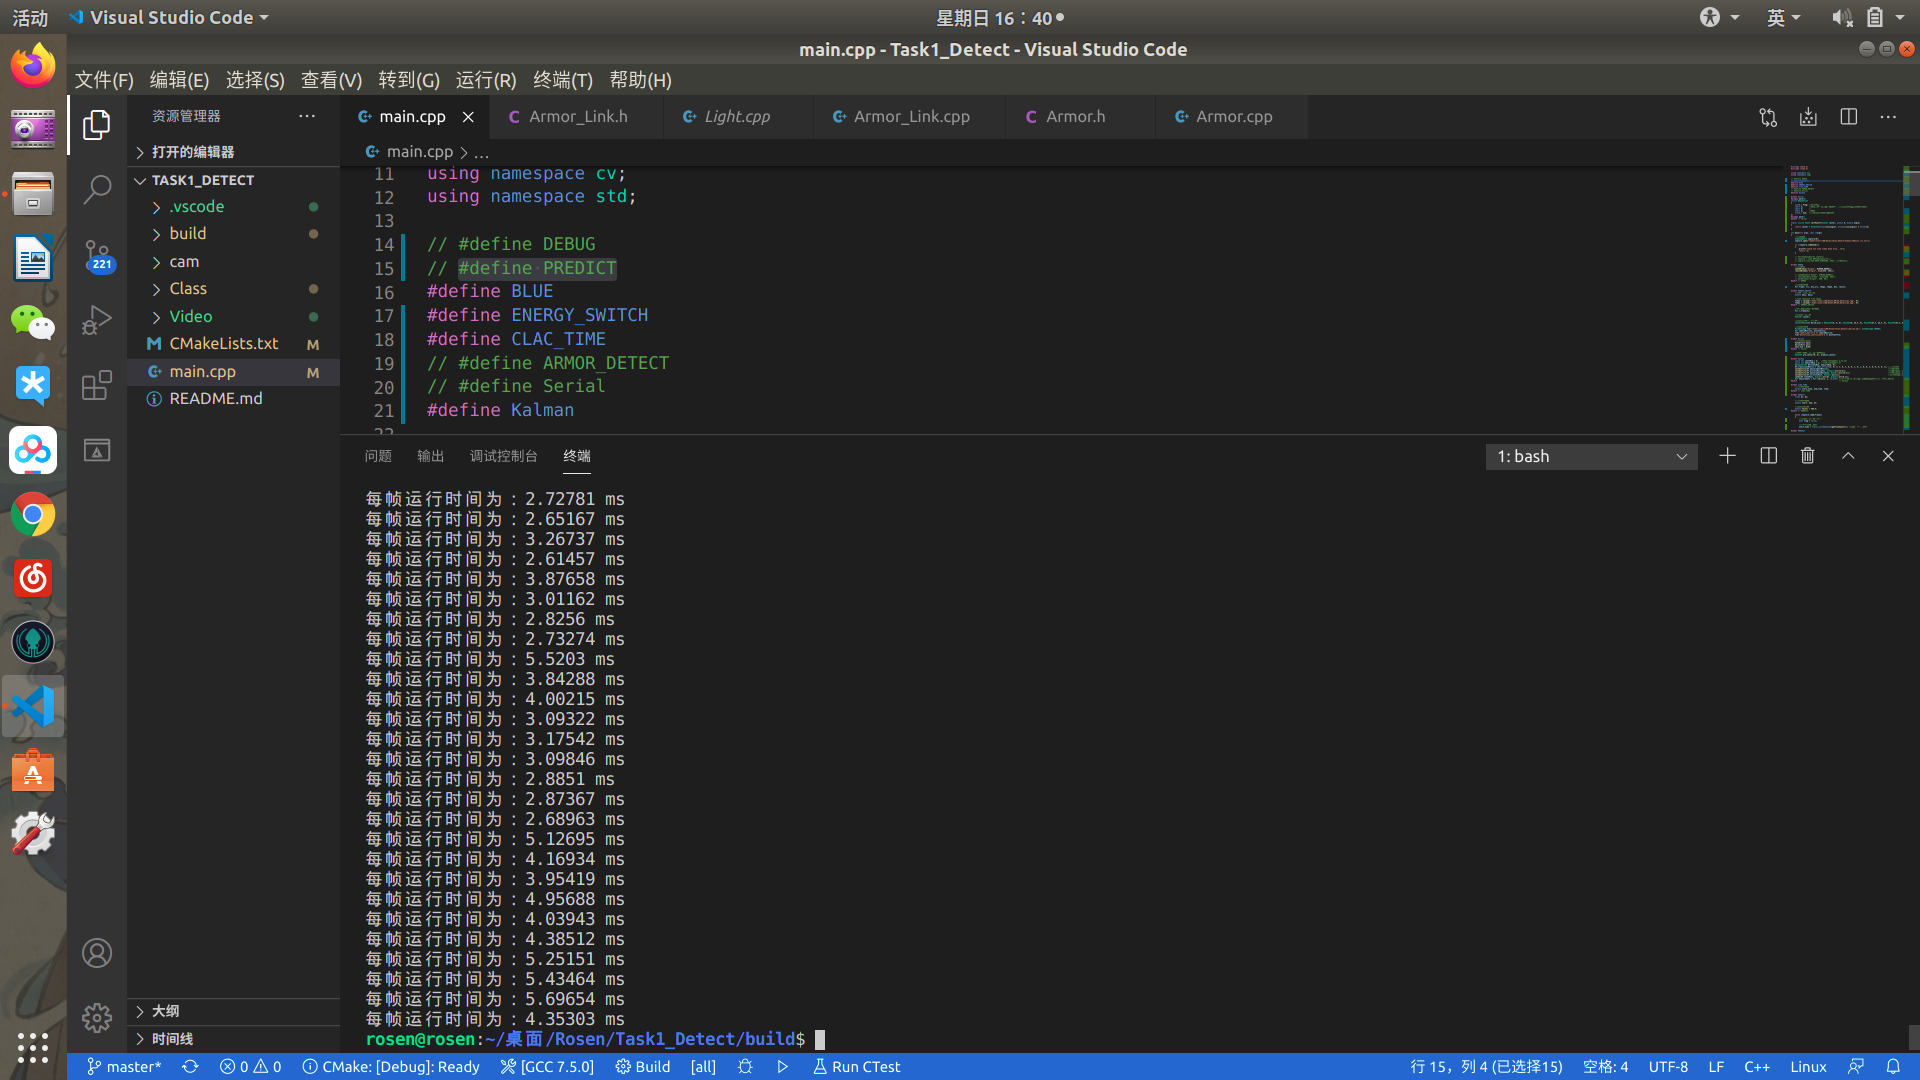 活动
Visual Studio Code
星期日 16：40
英
main.cpp - Task1_Detect - Visual Studio Code
文件(F) 编辑(E) 选择(S) 查看(V) 转到(G) 运行(R) 终端(T) 帮助(H)
资源管理器
打开的编辑器
TASK1_DETECT
.vscode
build
cam
Class
Video
CMakeLists.txt M
main.cpp M
README.md
大纲
时间线
221
main.cpp
Armor_Link.h
Light.cpp
Armor_Link.cpp
Armor.h
Armor.cpp
main.cpp > ...
11 using namespace cv;
12 using namespace std;
13
14 // #define DEBUG
15 // #define PREDICT
16 #define BLUE
17 #define ENERGY_SWITCH
18 #define CLAC_TIME
19 // #define ARMOR_DETECT
20 // #define Serial
21 #define Kalman
22
问题 输出 调试控制台 终端
1: bash
每帧运行时间为：2.72781 ms
每帧运行时间为：2.65167 ms
每帧运行时间为：3.26737 ms
每帧运行时间为：2.61457 ms
每帧运行时间为：3.87658 ms
每帧运行时间为：3.01162 ms
每帧运行时间为：2.8256 ms
每帧运行时间为：2.73274 ms
每帧运行时间为：5.5203 ms
每帧运行时间为：3.84288 ms
每帧运行时间为：4.00215 ms
每帧运行时间为：3.09322 ms
每帧运行时间为：3.17542 ms
每帧运行时间为：3.09846 ms
每帧运行时间为：2.8851 ms
每帧运行时间为：2.87367 ms
每帧运行时间为：2.68963 ms
每帧运行时间为：5.12695 ms
每帧运行时间为：4.16934 ms
每帧运行时间为：3.95419 ms
每帧运行时间为：4.95688 ms
每帧运行时间为：4.03943 ms
每帧运行时间为：4.38512 ms
每帧运行时间为：5.25151 ms
每帧运行时间为：5.43464 ms
每帧运行时间为：5.69654 ms
每帧运行时间为：4.35303 ms
rosen@rosen:~/桌面/Rosen/Task1_Detect/build$
master* 0 0 CMake: [Debug]: Ready [GCC 7.5.0] Build [all] Run CTest 行 15，列 4 (已选择15) 空格: 4 UTF-8 LF C++ Linux